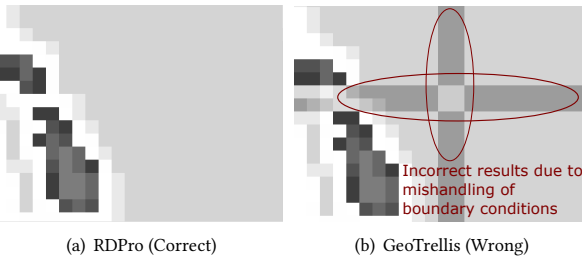 Incorrect results due to
mishandling of
boundary conditions
(a) RDPro (Correct)
(b) GeoTrellis (Wrong)